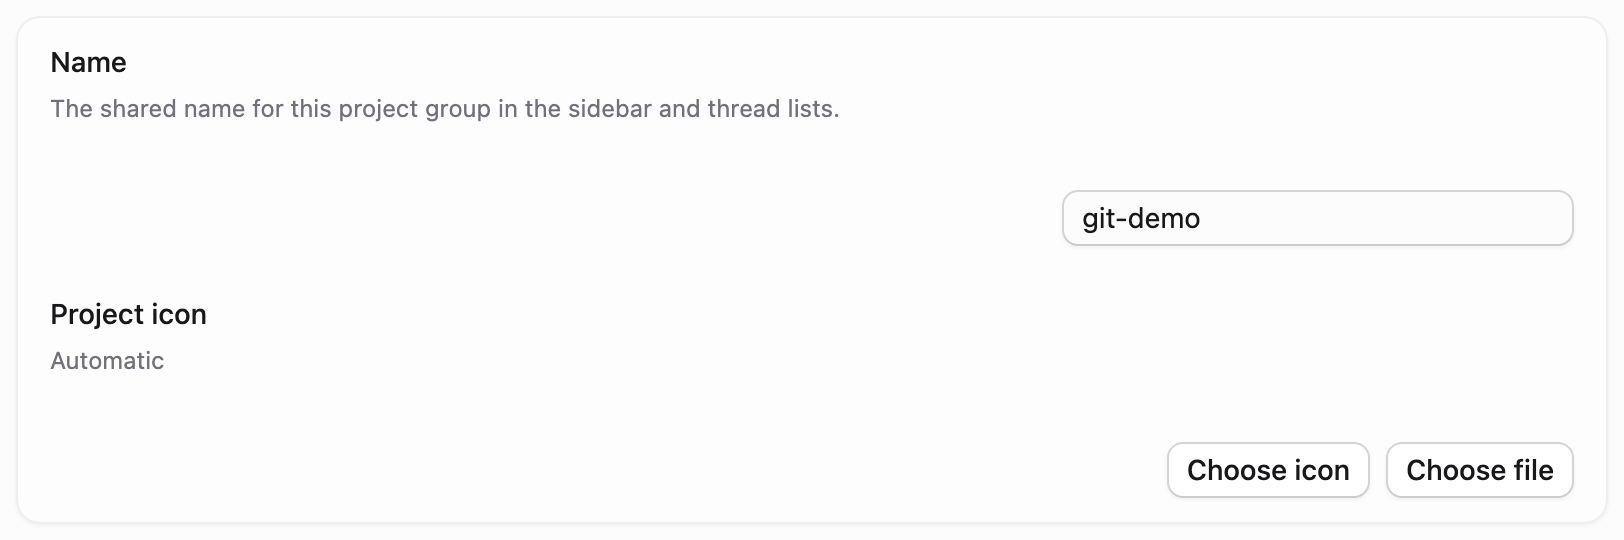 Name
The shared name for this project group in the sidebar and thread lists.
git-demo
Project icon
Automatic
Choose icon Choose file